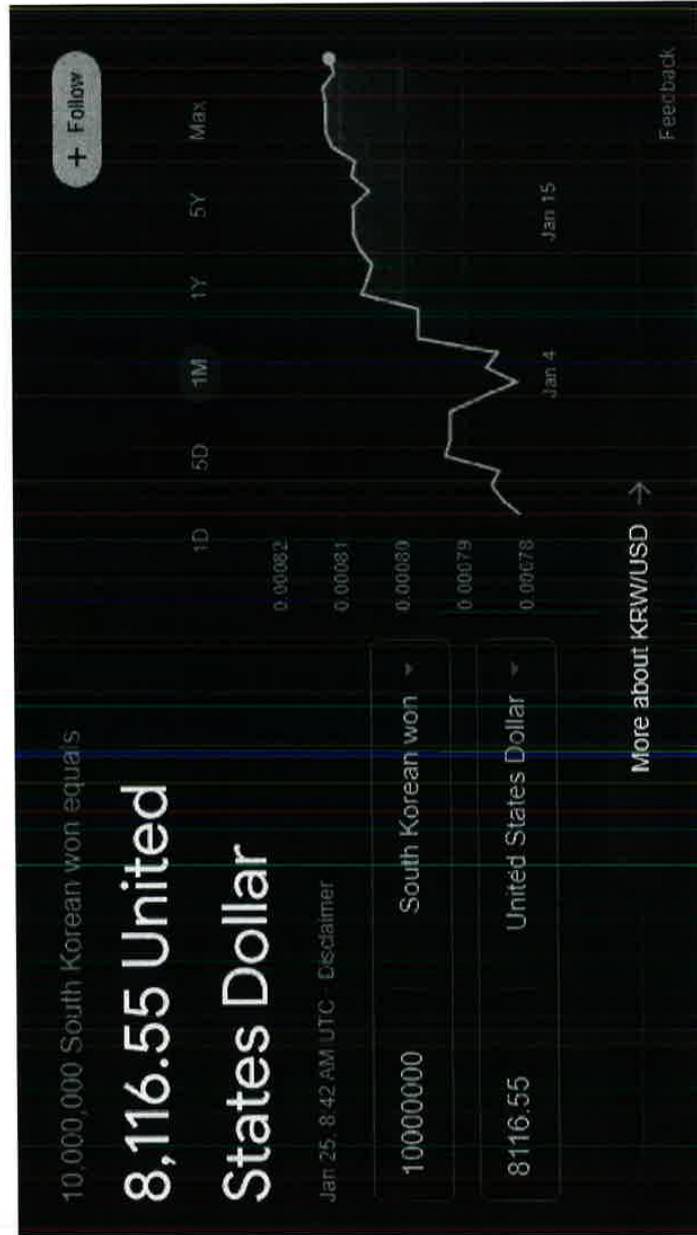 10,000,000 South Korean won equals
8,116.55 United
States Dollar
Jan 25, 8:42 AM UTC · Disclaimer
10000000 South Korean won
8116.55 United States Dollar
+ Follow
1D 5D 1M 1Y 5Y Max
0.00082
0.00081
0.00080
0.00079
0.00078
Jan 4 Jan 15
More about KRW/USD →
Feedback